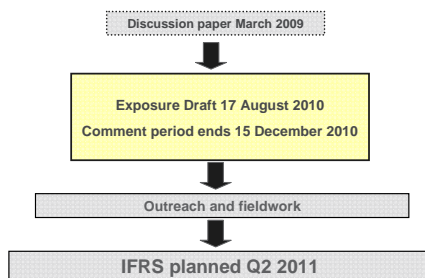 Discussion paper March 2009
Exposure Draft 17 August 2010
Comment period ends 15 December 2010
Outreach and fieldwork
IFRS planned Q2 2011